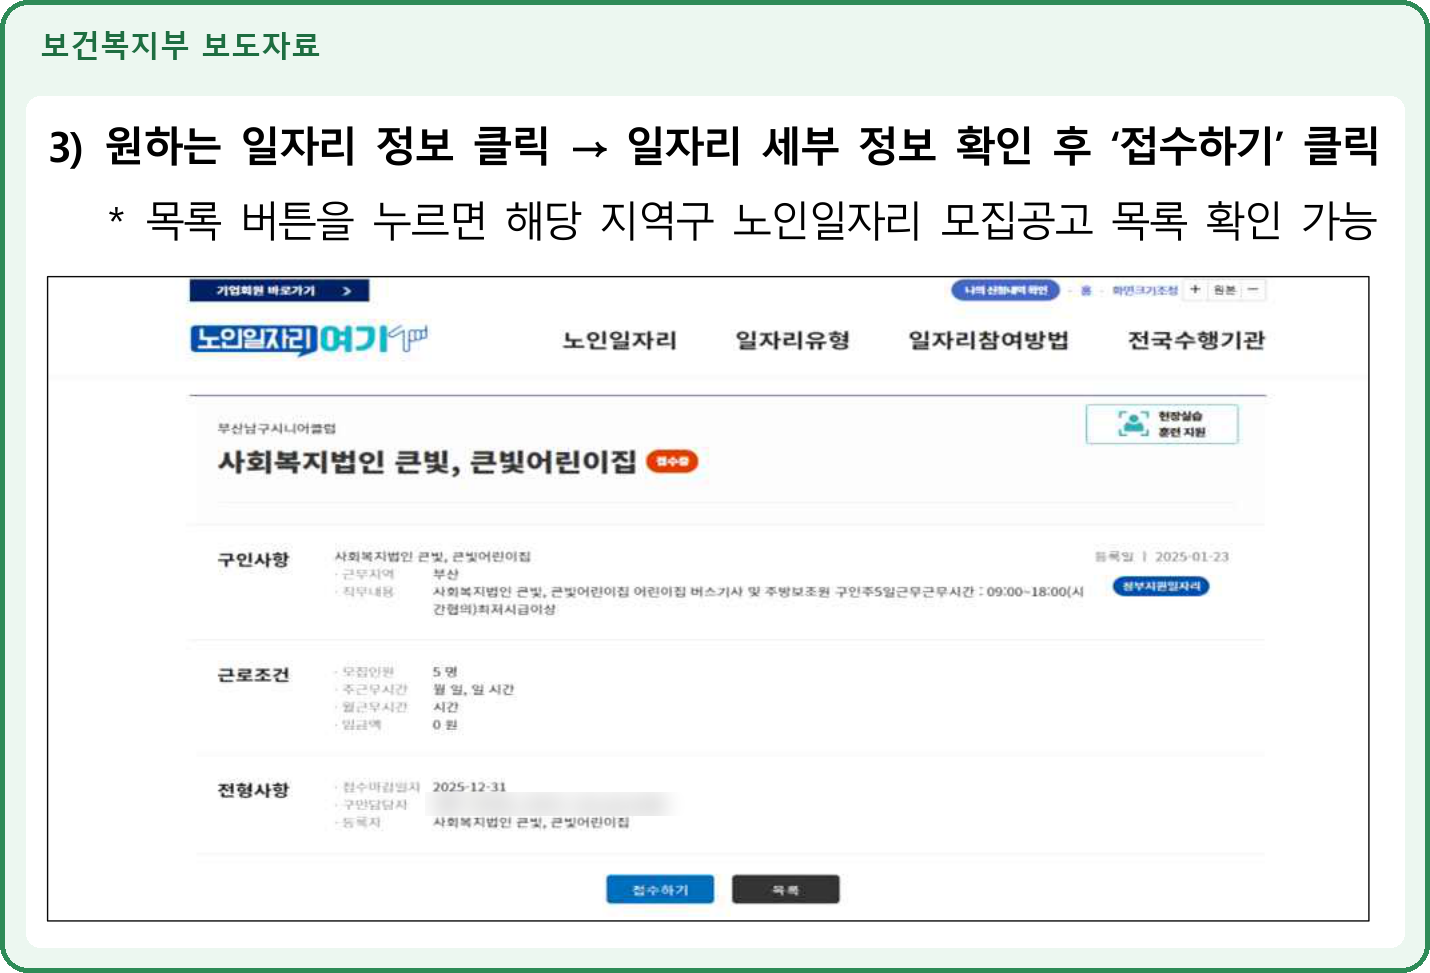 보건복지부 보도자료
3) 원하는 일자리 정보 클릭 → 일자리 세부 정보 확인 후 ‘접수하기’ 클릭
* 목록 버튼을 누르면 해당 지역구 노인일자리 모집공고 목록 확인 가능
기업회원 바로가기 >
나의 신청내역 확인 · 홈 · 화면크기조정 + 원본 −
노인일자리 여기
노인일자리 일자리유형 일자리참여방법 전국수행기관
현장실습
훈련 지원
부산남구시니어클럽
사회복지법인 큰빛, 큰빛어린이집 접수중
구인사항
사회복지법인 큰빛, 큰빛어린이집
등록일 | 2025-01-23
· 근무지역 부산
· 직무내용 사회복지법인 큰빛, 큰빛어린이집 어린이집 버스기사 및 주방보조원 구인주5일근무근무시간 : 09:00~18:00(시
간협의)최저시급이상
정부지원일자리
근로조건
· 모집인원 5 명
· 주근무시간 월 일, 일 시간
· 월근무시간 시간
· 임금액 0 원
전형사항
· 접수마감일자 2025-12-31
· 구인담당자
· 등록자 사회복지법인 큰빛, 큰빛어린이집
접수하기 목록